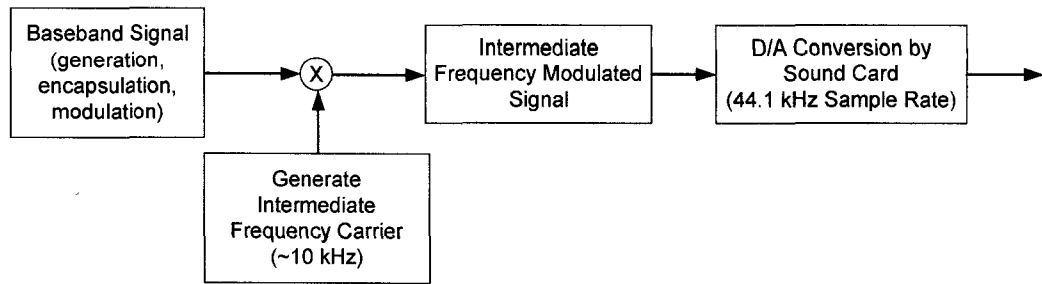 Baseband Signal
(generation,
encapsulation,
modulation)
X
Intermediate
Frequency Modulated
Signal
D/A Conversion by
Sound Card
(44.1 kHz Sample Rate)
Generate
Intermediate
Frequency Carrier
(~10 kHz)